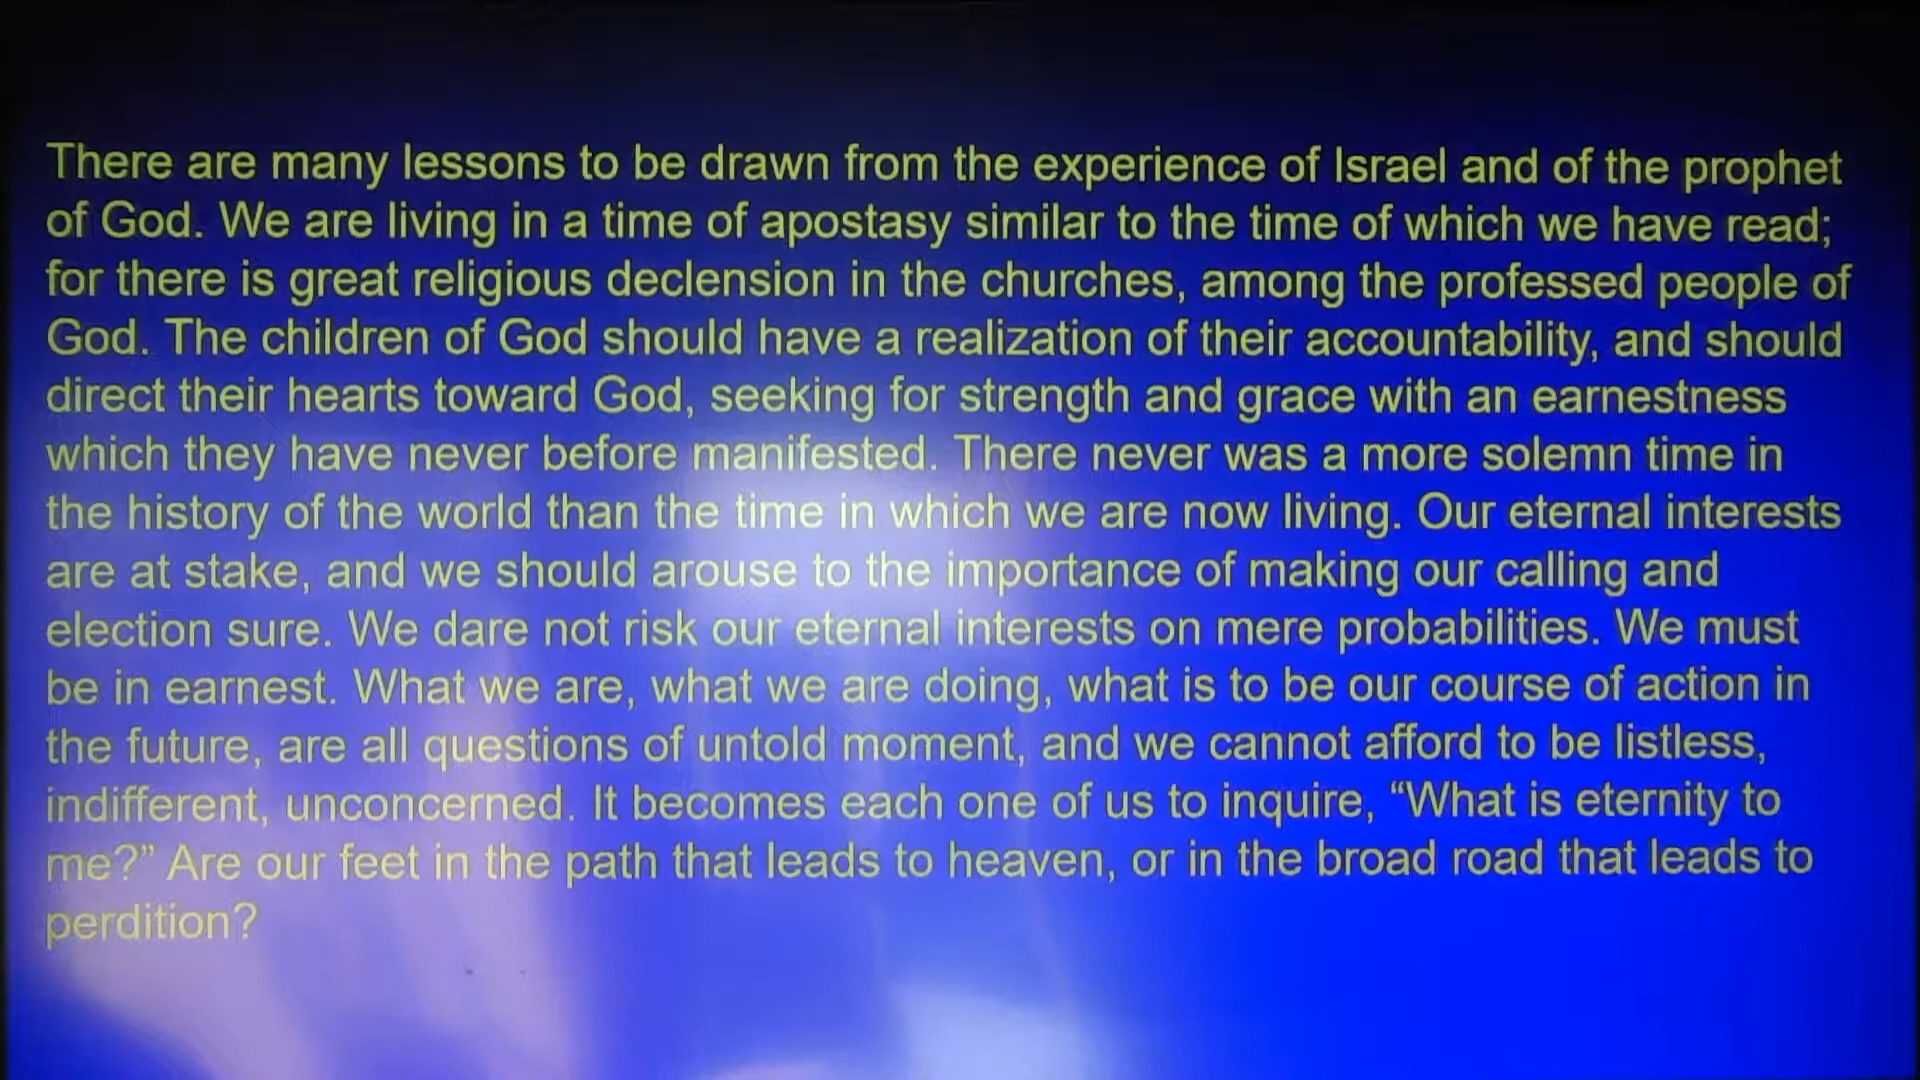 There are many lessons to be drawn from the experience of Israel and of the prophet
of God. We are living in a time of apostasy similar to the time of which we have read;
for there is great religious declension in the churches, among the professed people of
God. The children of God should have a realization of their accountability, and should
direct their hearts toward God, seeking for strength and grace with an earnestness
which they have never before manifested. There never was a more solemn time in
the history of the world than the time in which we are now living. Our eternal interests
are at stake, and we should arouse to the importance of making our calling and
election sure. We dare not risk our eternal interests on mere probabilities. We must
be in earnest. What we are, what we are doing, what is to be our course of action in
the future, are all questions of untold moment, and we cannot afford to be listless,
indifferent, unconcerned. It becomes each one of us to inquire, “What is eternity to
me?” Are our feet in the path that leads to heaven, or in the broad road that leads to
perdition?